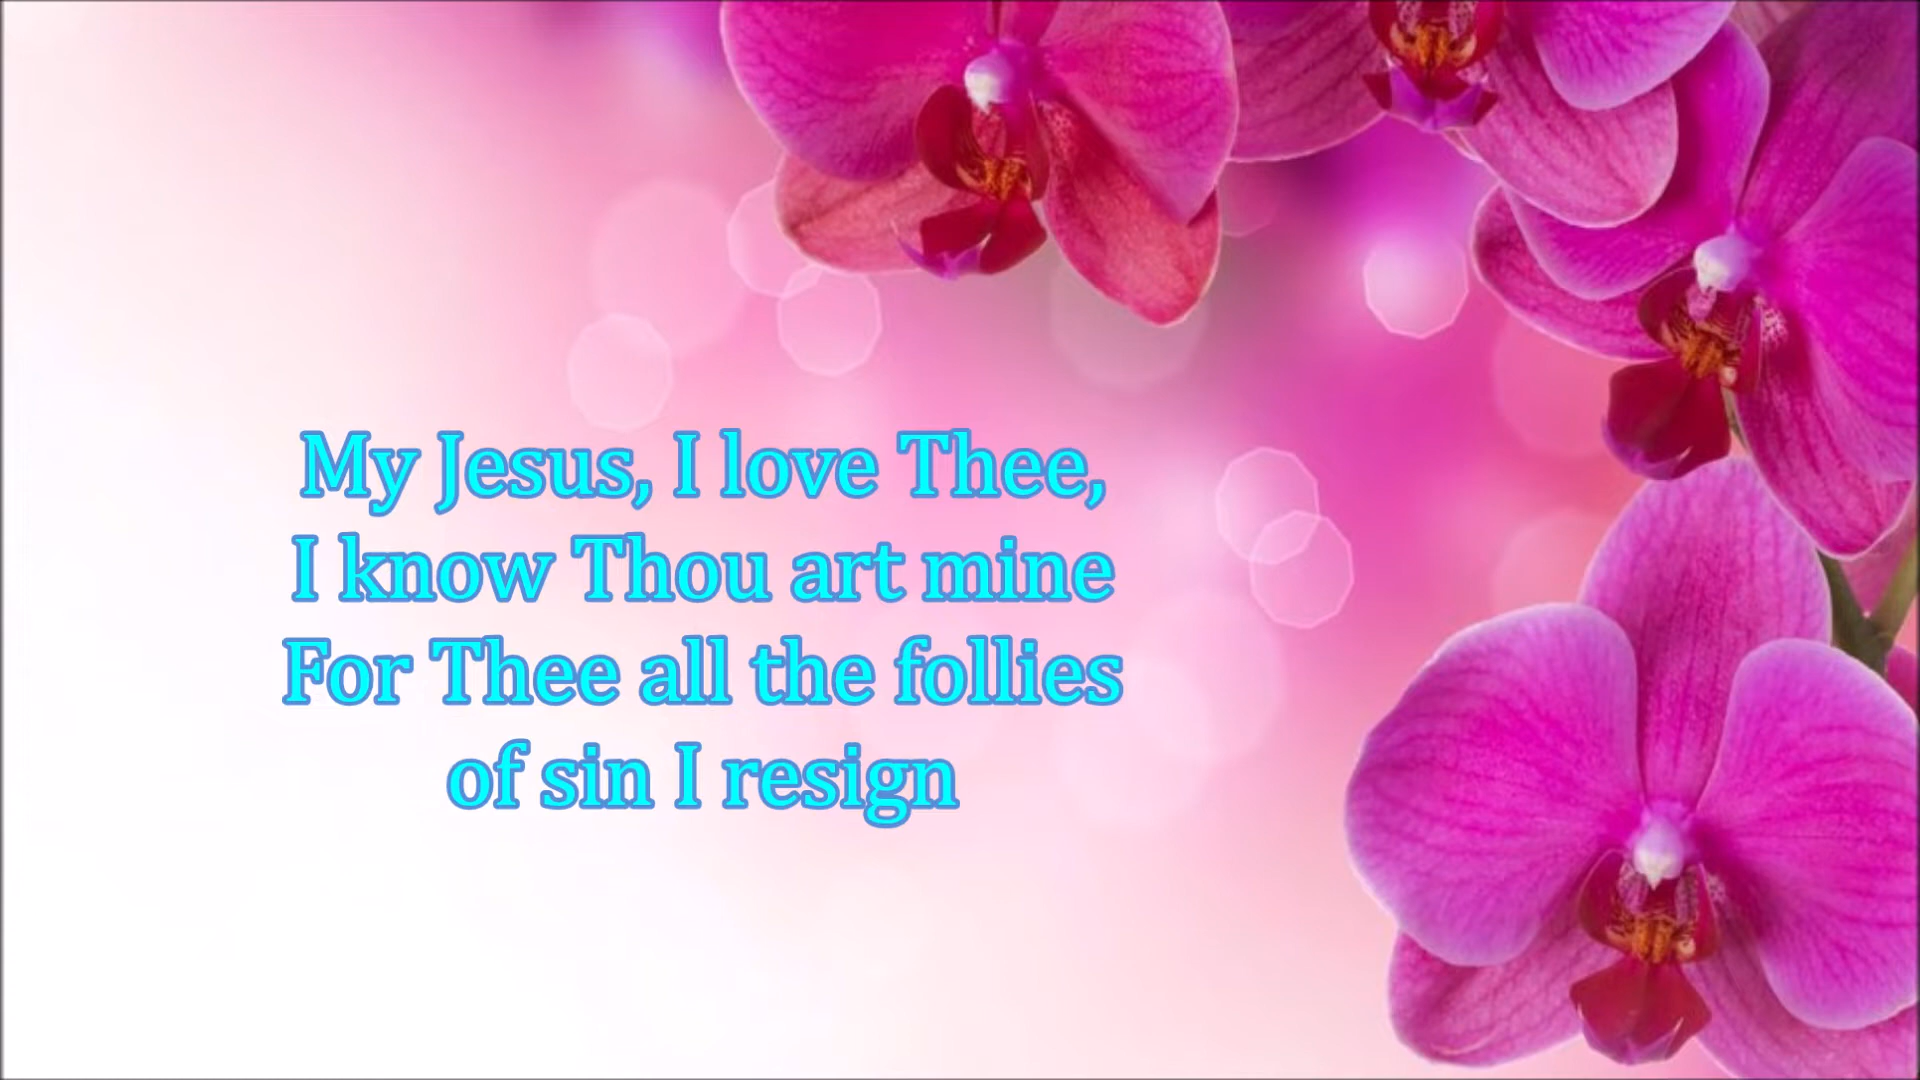 My Jesus, I love Thee,
I know Thou art mine
For Thee all the follies
of sin I resign